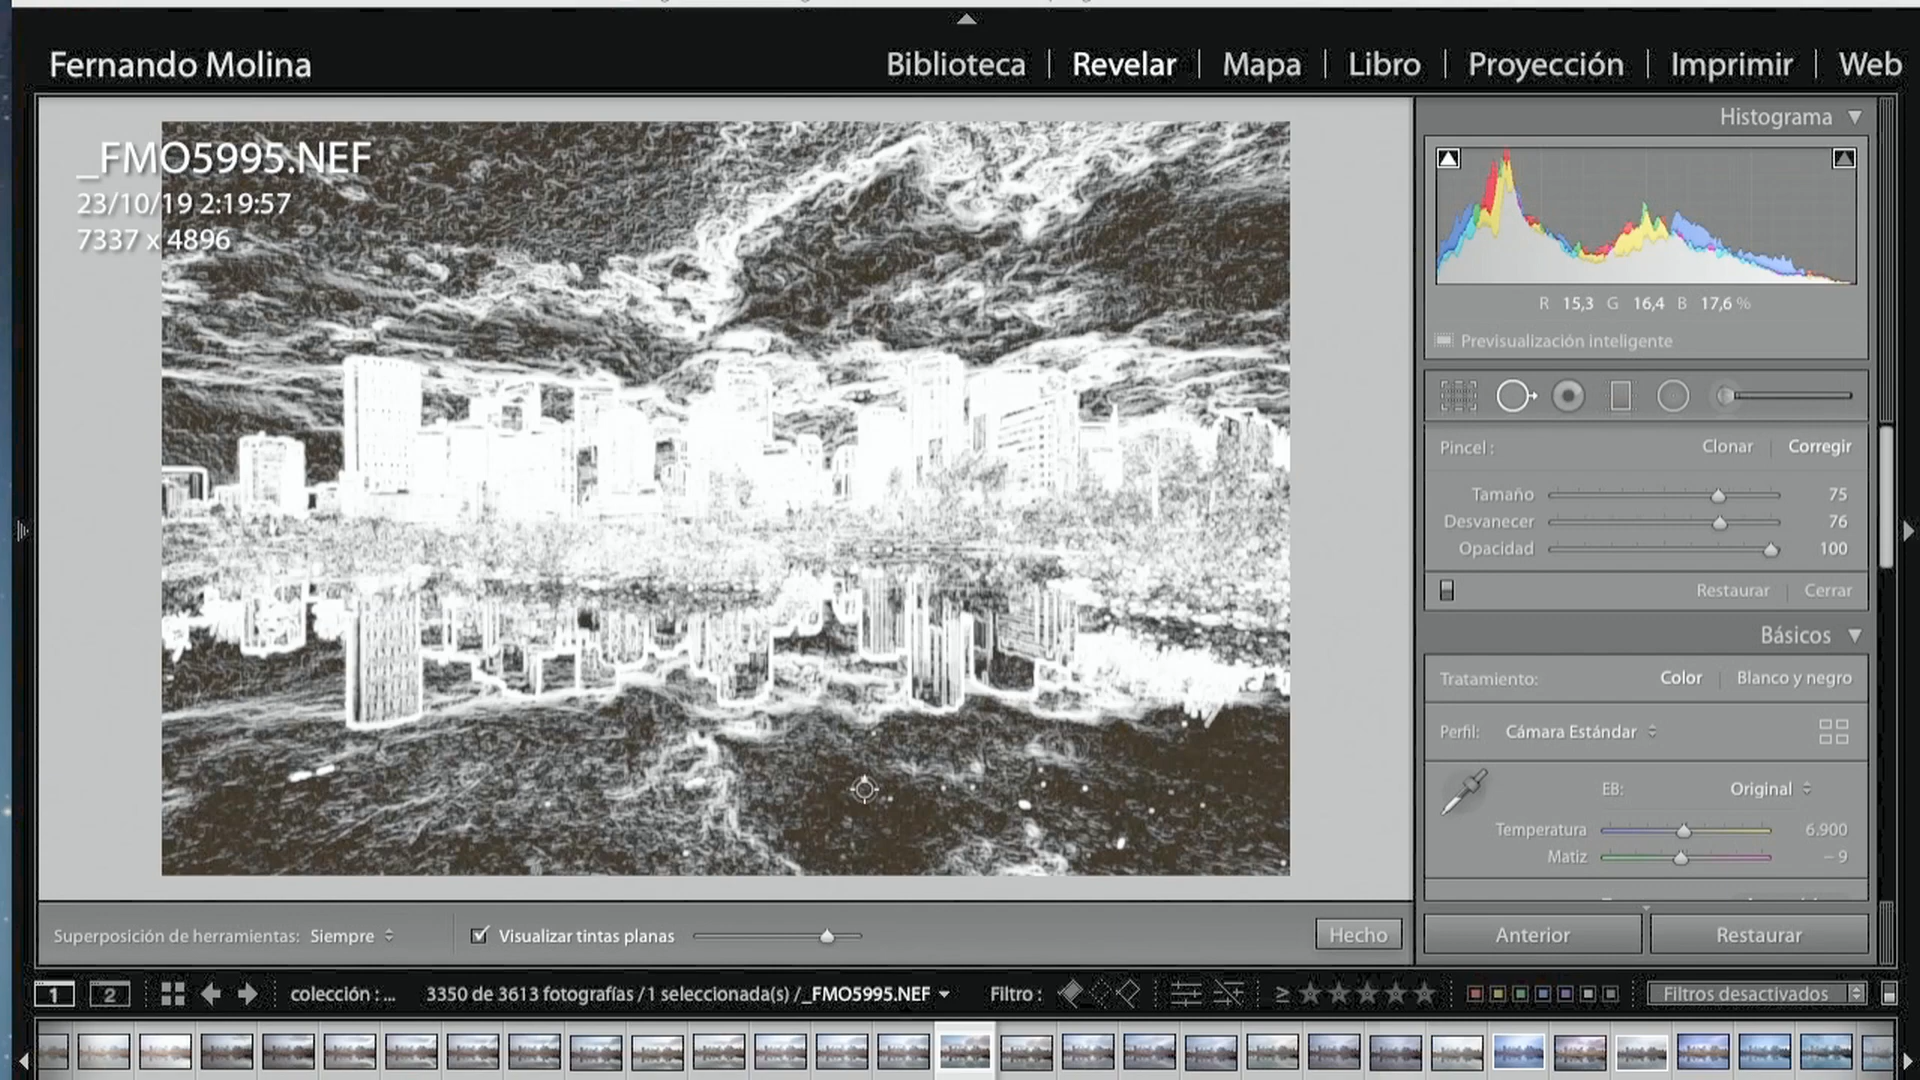 Fernando Molina
Biblioteca | Revelar | Mapa | Libro | Proyección | Imprimir | Web
_FMO5995.NEF
23/10/19 2:19:57
7337 x 4896
Histograma
R 15,3 G 16,4 B 17,6 %
Previsualización inteligente
Pincel : Clonar | Corregir
Tamaño 75
Desvanecer 76
Opacidad 100
Restaurar | Cerrar
Básicos
Tratamiento: Color | Blanco y negro
Perfil: Cámara Estándar
EB: Original
Temperatura 6.900
Matiz – 9
Superposición de herramientas: Siempre
Visualizar tintas planas
Hecho
Anterior
Restaurar
1 2
colección : ...
3350 de 3613 fotografías / 1 seleccionada(s) / _FMO5995.NEF
Filtro :
≥
Filtros desactivados